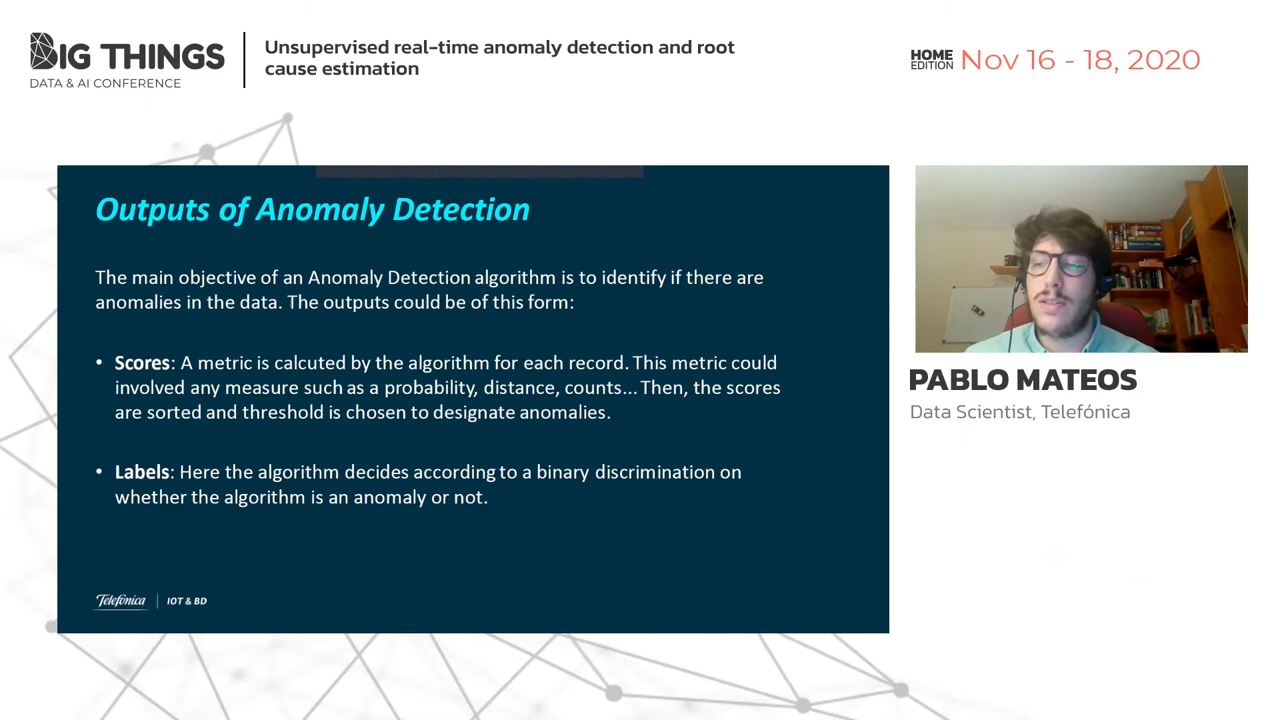 BIG THINGS
DATA & AI CONFERENCE
Unsupervised real-time anomaly detection and root
cause estimation
HOME
EDITION
Nov 16 - 18, 2020
Outputs of Anomaly Detection
The main objective of an Anomaly Detection algorithm is to identify if there are
anomalies in the data. The outputs could be of this form:
• Scores: A metric is calcuted by the algorithm for each record. This metric could
involved any measure such as a probability, distance, counts... Then, the scores
are sorted and threshold is chosen to designate anomalies.
• Labels: Here the algorithm decides according to a binary discrimination on
whether the algorithm is an anomaly or not.
Telefónica
IOT & BD
PABLO MATEOS
Data Scientist, Telefónica